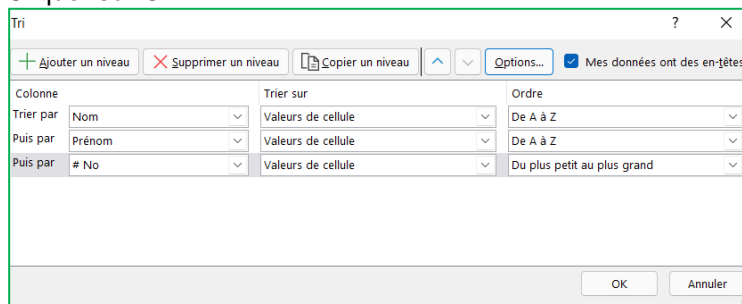 Tri ? X
Ajouter un niveau Supprimer un niveau Copier un niveau Options... Mes données ont des en-têtes
Colonne Trier sur Ordre
Trier par Nom Valeurs de cellule De A à Z
Puis par Prénom Valeurs de cellule De A à Z
Puis par # No Valeurs de cellule Du plus petit au plus grand
OK Annuler